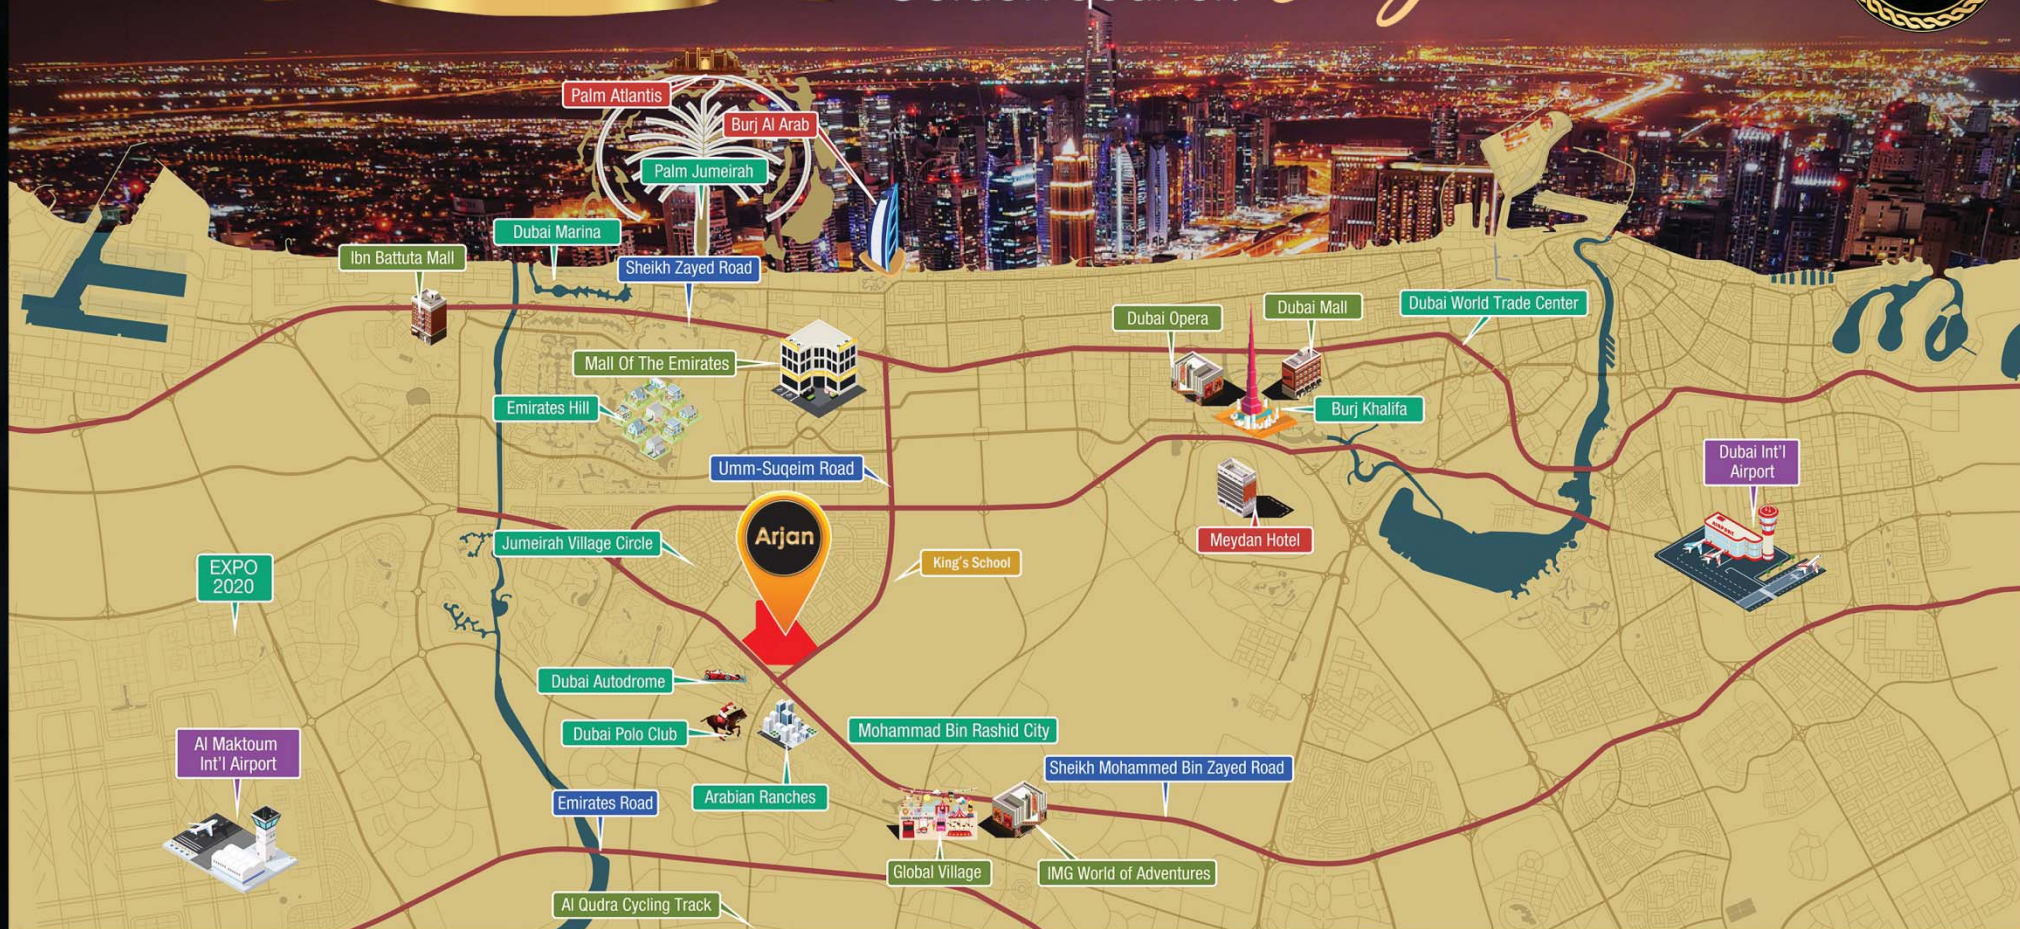 Palm Atlantis
Burj Al Arab
Palm Jumeirah
Dubai Marina
Ibn Battuta Mall
Sheikh Zayed Road
Dubai Opera
Dubai Mall
Dubai World Trade Center
Mall Of The Emirates
Emirates Hill
Burj Khalifa
Umm-Suqeim Road
Dubai Int'l
Airport
AIRPORT
Arjan
Jumeirah Village Circle
King's School
Meydan Hotel
EXPO
2020
Dubai Autodrome
Dubai Polo Club
Mohammad Bin Rashid City
Al Maktoum
Int'l Airport
Sheikh Mohammed Bin Zayed Road
Arabian Ranches
Emirates Road
Global Village
IMG World of Adventures
Al Qudra Cycling Track